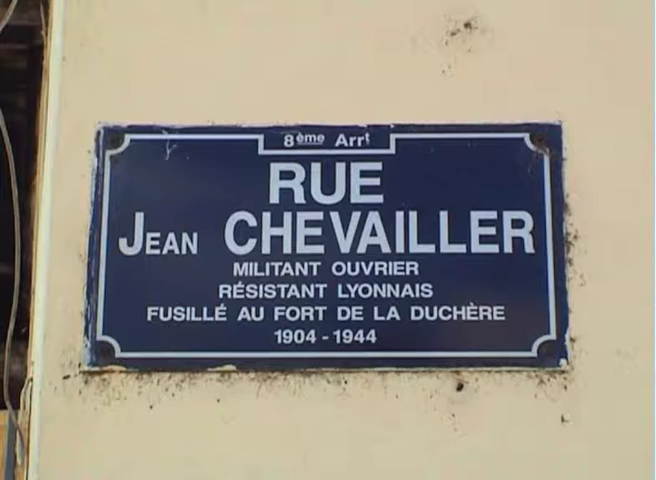 8ème Arrt
RUE
JEAN CHEVAILLER
MILITANT OUVRIER
RÉSISTANT LYONNAIS
FUSILLÉ AU FORT DE LA DUCHÈRE
1904 - 1944